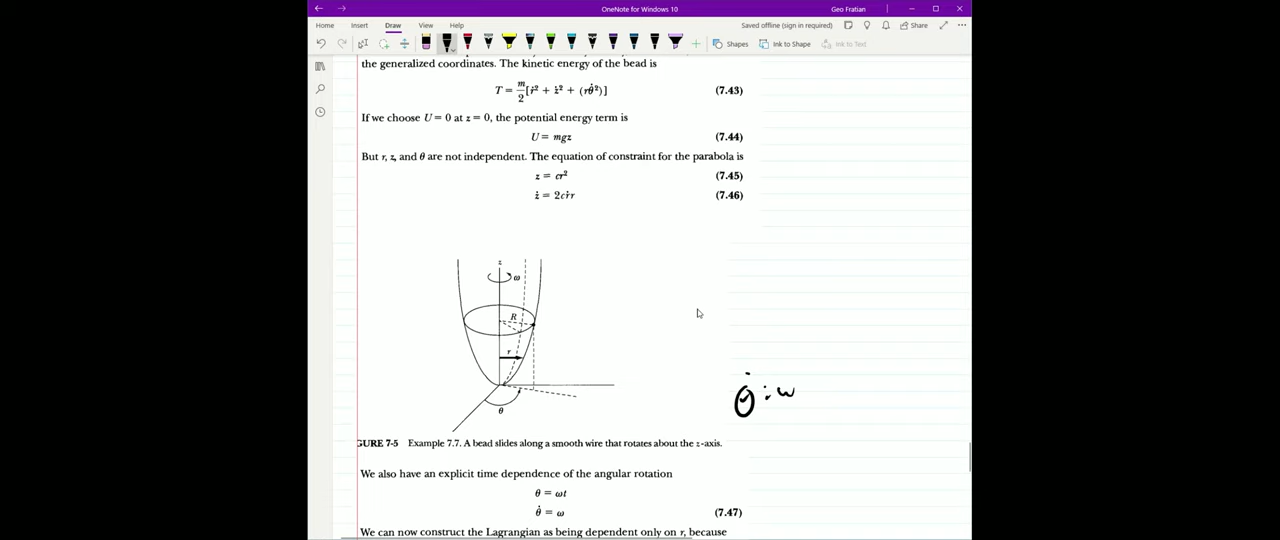 OneNote for Windows 10
Geo Fratian
Home Insert Draw View Help
Saved offline (sign in required)
Share
Shapes
Ink to Shape
Ink to Text
the generalized coordinates. The kinetic energy of the bead is
T = m/2 [ṙ² + ż² + (rθ̇²)] (7.43)
If we choose U = 0 at z = 0, the potential energy term is
U = mgz (7.44)
But r, z, and θ are not independent. The equation of constraint for the parabola is
z = cr² (7.45)
ż = 2cṙr (7.46)
z
ω
R
r
θ
θ̇ : ω
GURE 7-5 Example 7.7. A bead slides along a smooth wire that rotates about the z-axis.
We also have an explicit time dependence of the angular rotation
θ = ωt
θ̇ = ω (7.47)
We can now construct the Lagrangian as being dependent only on r, because